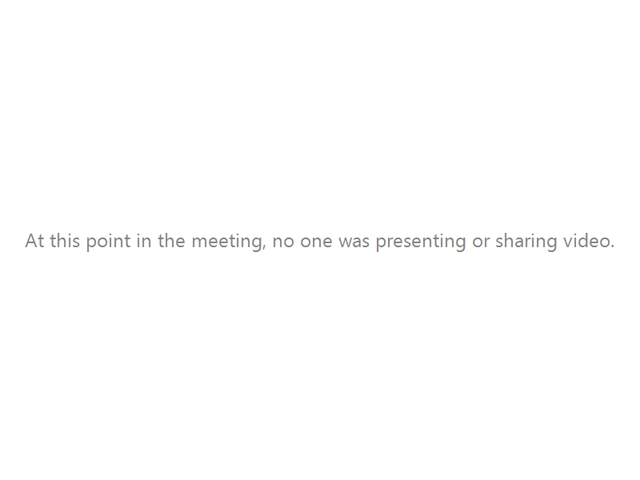 At this point in the meeting, no one was presenting or sharing video.